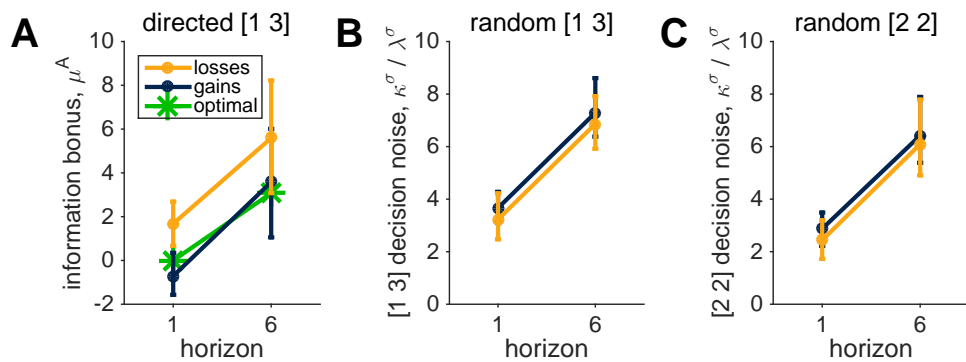 A
directed [1 3]
information bonus, μ^A
10
8
6
4
2
0
-2
losses
gains
optimal
1
6
horizon
B
random [1 3]
[1 3] decision noise, κ^σ / λ^σ
10
8
6
4
2
0
1
6
horizon
C
random [2 2]
[2 2] decision noise, κ^σ / λ^σ
10
8
6
4
2
0
1
6
horizon